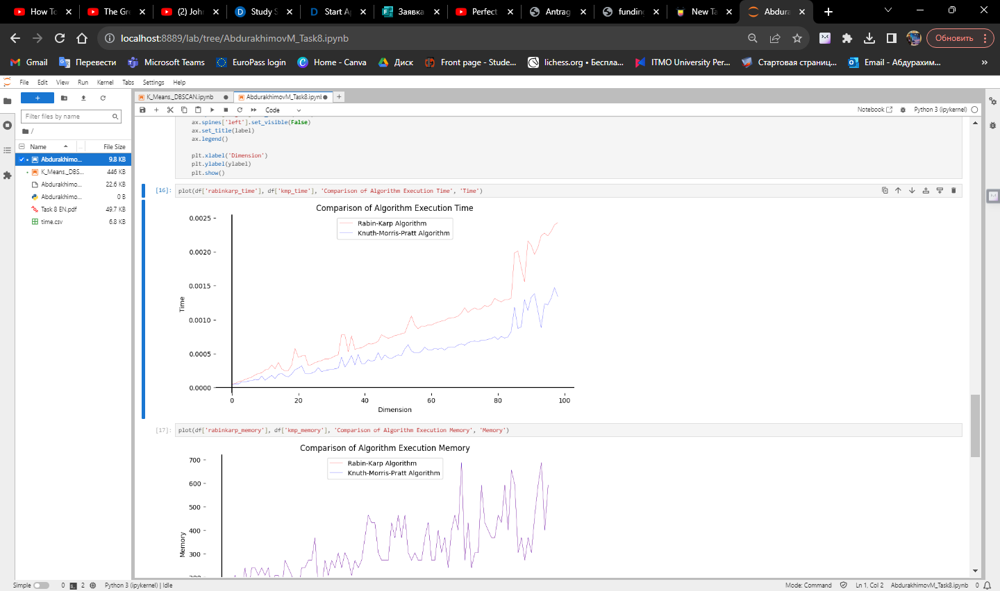 How To
The Gre
(2) John
Study S
Start Ap
Заявка
Perfect
Antrag
funding
New Ta
Abdura
localhost:8889/lab/tree/AbdurakhimovM_Task8.ipynb
Обновить
Gmail
Перевести
Microsoft Teams
EuroPass login
Home - Canva
Диск
Front page - Stude...
lichess.org • Беспла...
ITMO University Per...
Стартовая страниц...
Email - Абдурахим...
»
File Edit View Run Kernel Tabs Settings Help
+
K_Means_DBSCAN.ipynb
AbdurakhimovM_Task8.ipynb
+
Filter files by name
Code
Notebook
Python 3 (ipykernel)
/
Name
...
File Size
Abdurakhimo... 9.8 KB
K_Means_DBS... 446 KB
Abdurakhimo... 22.6 KB
Abdurakhimo... 0 B
Task 8 EN.pdf 49.7 KB
time.csv 6.8 KB
ax.spines['left'].set_visible(False)
ax.set_title(label)
ax.legend()
plt.xlabel('Dimension')
plt.ylabel(ylabel)
plt.show()
[16]: plot(df['rabinkarp_time'], df['kmp_time'], 'Comparison of Algorithm Execution Time', 'Time')
Comparison of Algorithm Execution Time
Rabin-Karp Algorithm
Knuth-Morris-Pratt Algorithm
0.0025
0.0020
0.0015
0.0010
0.0005
0.0000
Time
0 20 40 60 80 100
Dimension
[17]: plot(df['rabinkarp_memory'], df['kmp_memory'], 'Comparison of Algorithm Execution Memory', 'Memory')
Comparison of Algorithm Execution Memory
Rabin-Karp Algorithm
Knuth-Morris-Pratt Algorithm
700
600
500
400
300
Memory
Simple
0
2
Python 3 (ipykernel) | Idle
Mode: Command
Ln 1, Col 2
AbdurakhimovM_Task8.ipynb
0